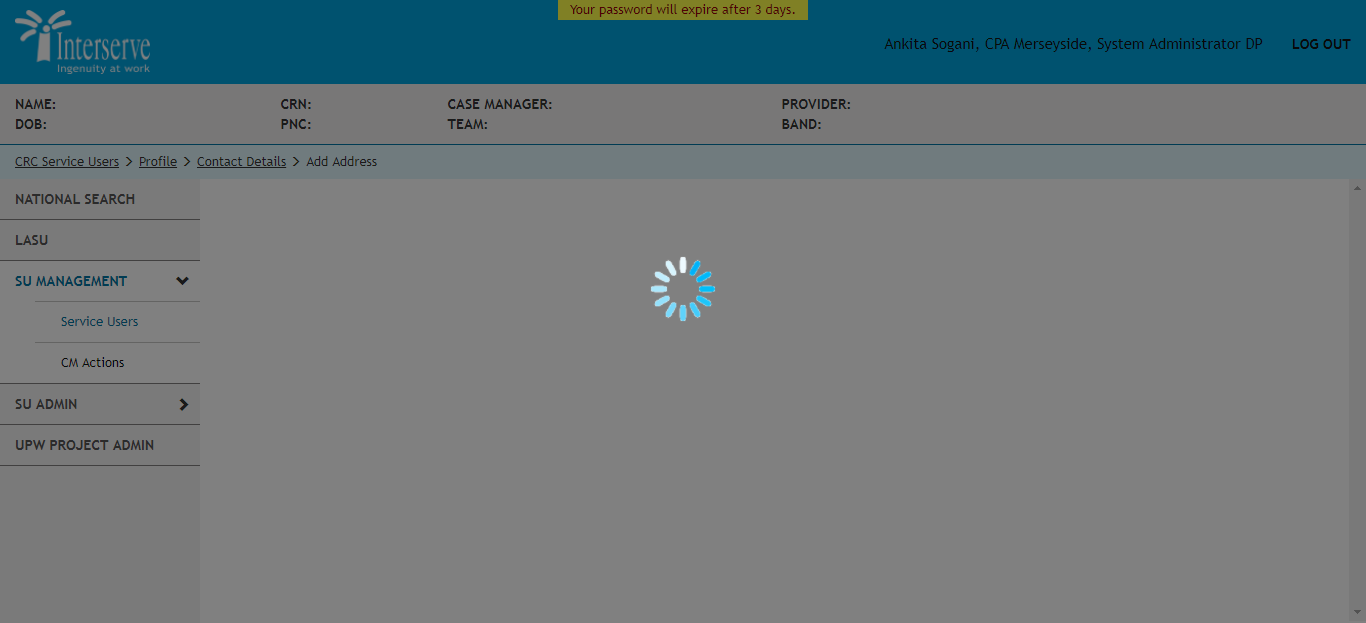 Your password will expire after 3 days.
Interserve
Ingenuity at work
Ankita Sogani, CPA Merseyside, System Administrator DP LOG OUT
NAME: CRN: CASE MANAGER: PROVIDER:
DOB: PNC: TEAM: BAND:
CRC Service Users > Profile > Contact Details > Add Address
NATIONAL SEARCH
LASU
SU MANAGEMENT
Service Users
CM Actions
SU ADMIN
UPW PROJECT ADMIN